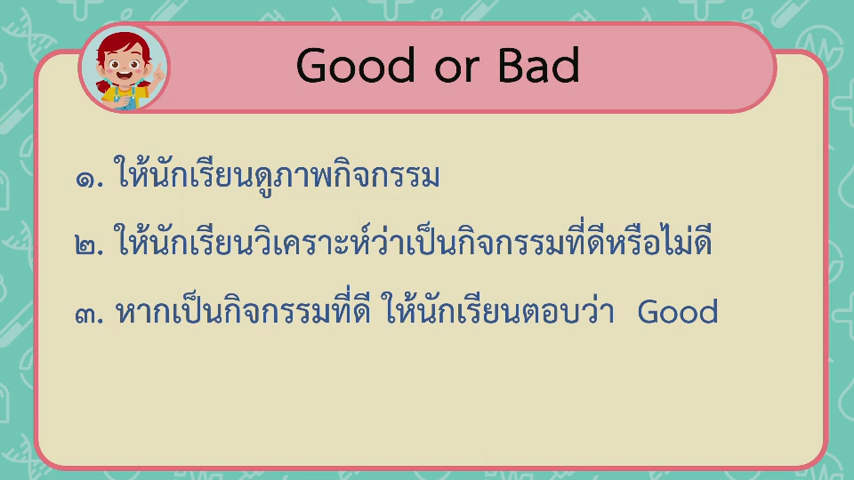 Good or Bad
๑. ให้นักเรียนดูภาพกิจกรรม
๒. ให้นักเรียนวิเคราะห์ว่าเป็นกิจกรรมที่ดีหรือไม่ดี
๓. หากเป็นกิจกรรมที่ดี ให้นักเรียนตอบว่า Good